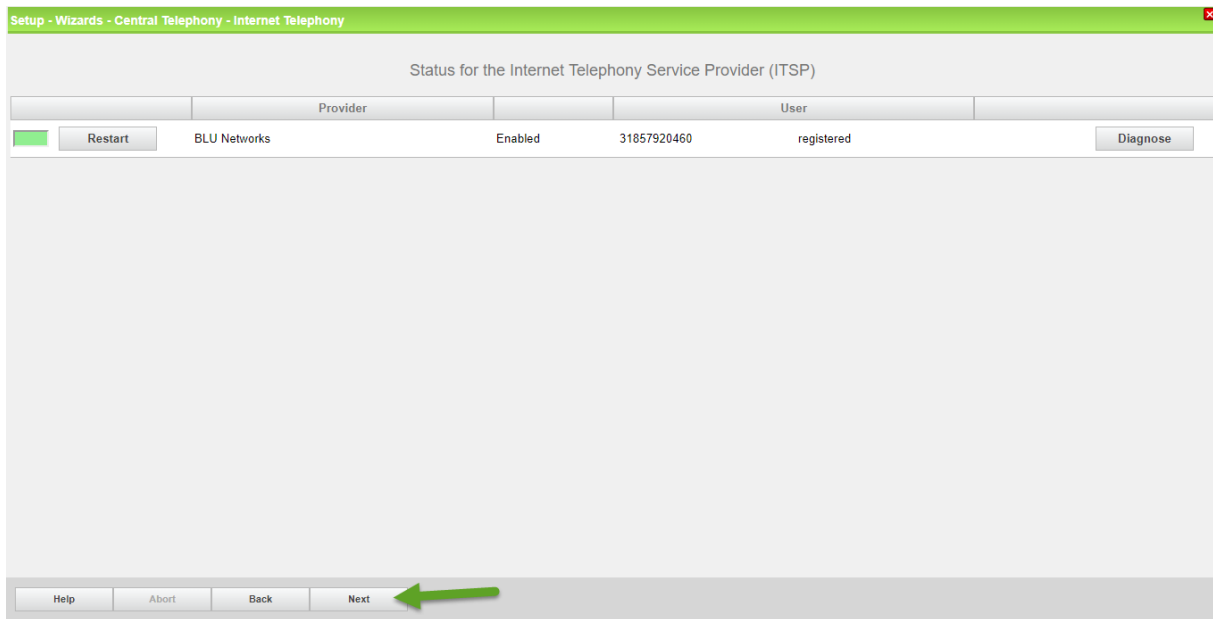 Setup - Wizards - Central Telephony - Internet Telephony
Status for the Internet Telephony Service Provider (ITSP)
Provider User
Restart BLU Networks Enabled 31857920460 registered Diagnose
Help Abort Back Next